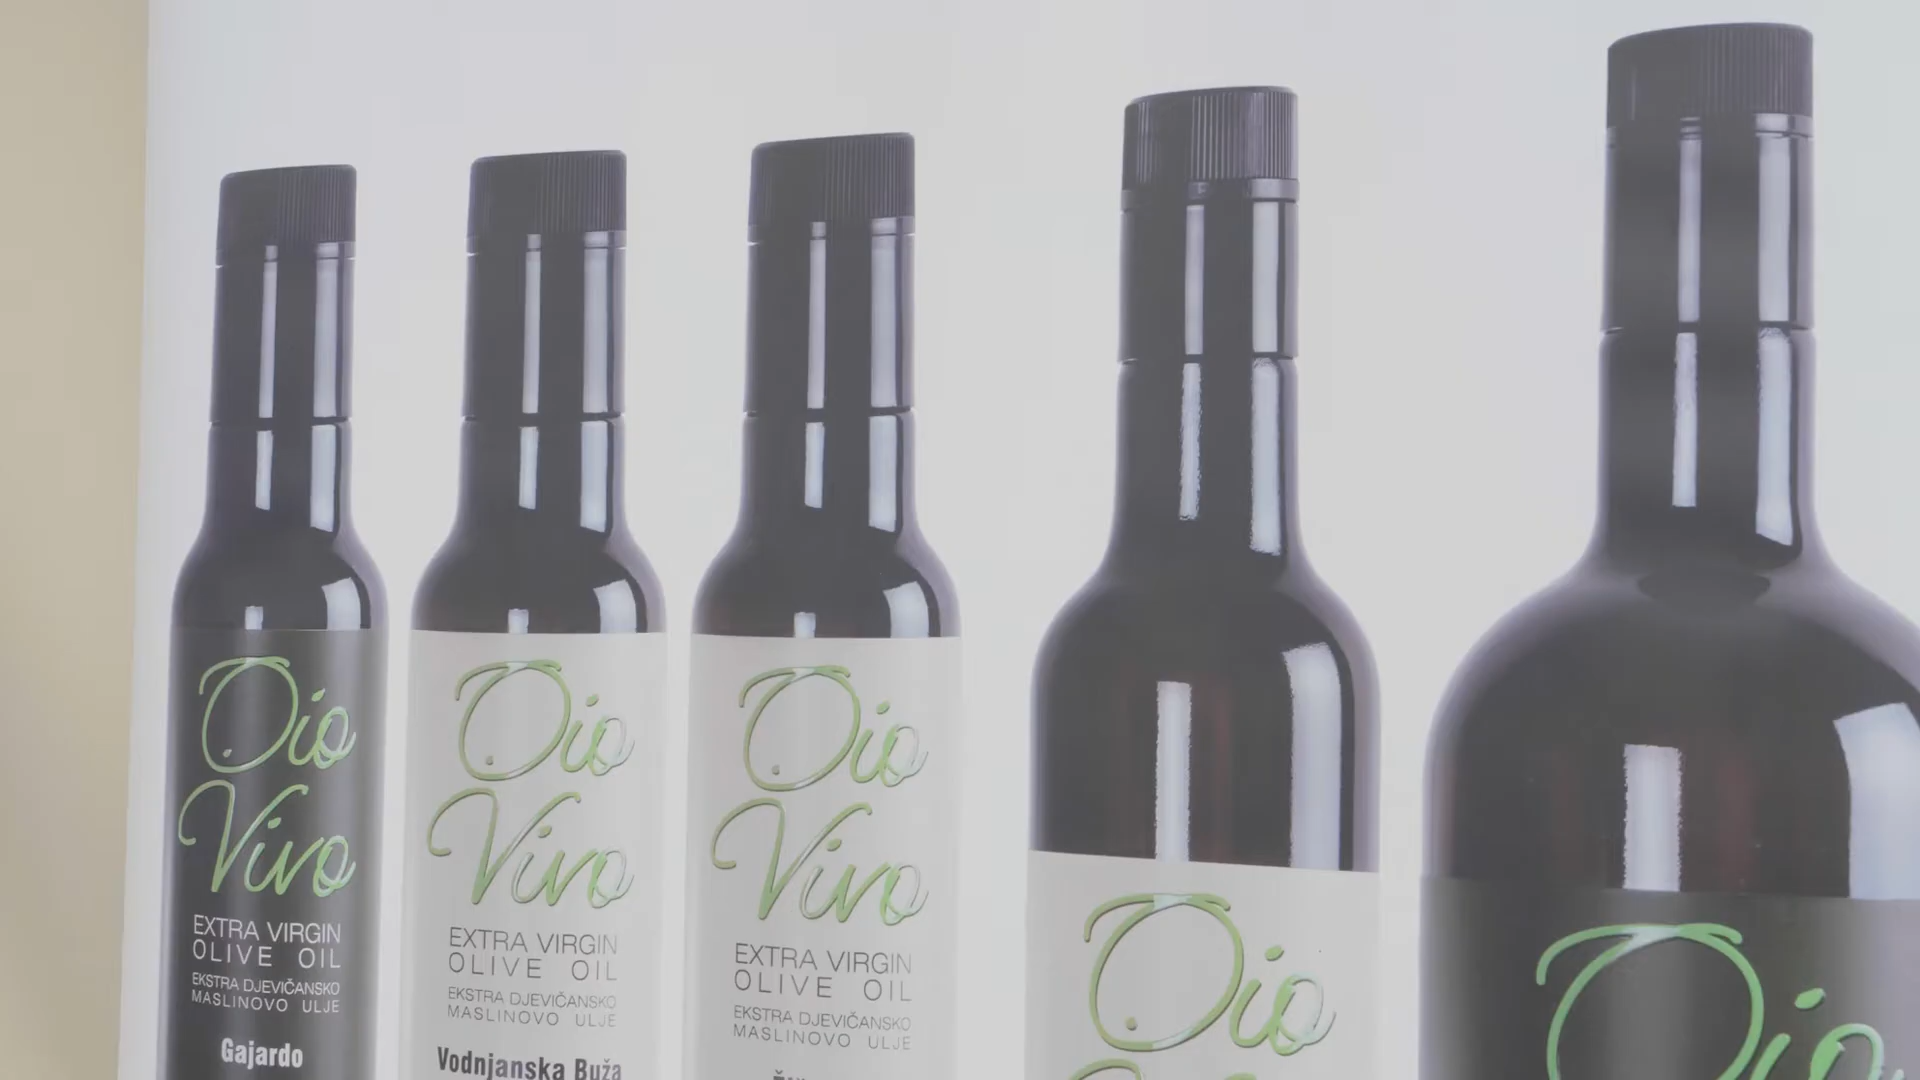 Oio
Vivo
EXTRA VIRGIN
OLIVE OIL
EKSTRA DJEVIČANSKO
MASLINOVO ULJE
Gajardo
Oio
Vivo
EXTRA VIRGIN
OLIVE OIL
EKSTRA DJEVIČANSKO
MASLINOVO ULJE
Vodnjanska Buža
Oio
Vivo
EXTRA VIRGIN
OLIVE OIL
EKSTRA DJEVIČANSKO
MASLINOVO ULJE
Oio
Oio